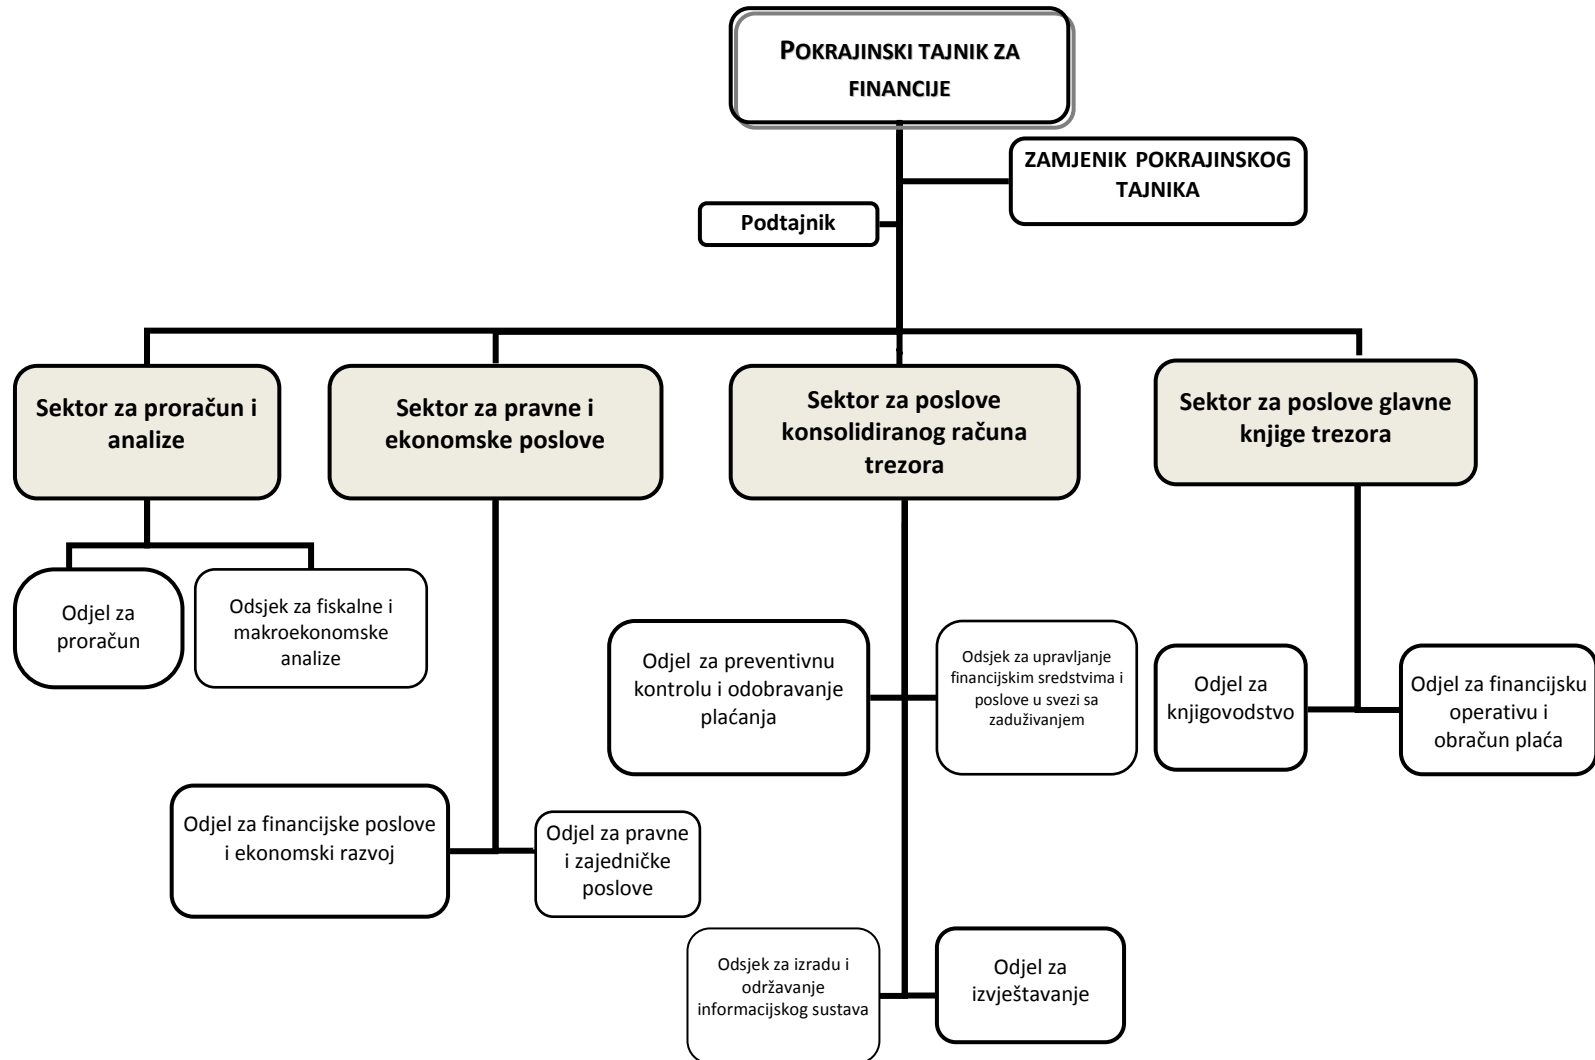 POKRAJINSKI TAJNIK ZA
FINANCIJE
ZAMJENIK POKRAJINSKOG
TAJNIKA
Podtajnik
Sektor za proračun i
analize
Sektor za pravne i
ekonomske poslove
Sektor za poslove
konsolidiranog računa
trezora
Sektor za poslove glavne
knjige trezora
Odjel za
proračun
Odsjek za fiskalne i
makroekonomske
analize
Odjel za preventivnu
kontrolu i odobravanje
plaćanja
Odsjek za upravljanje
financijskim sredstvima i
poslove u svezi sa
zaduživanjem
Odjel za
knjigovodstvo
Odjel za financijsku
operativu i
obračun plaća
Odjel za financijske poslove
i ekonomski razvoj
Odjel za pravne
i zajedničke
poslove
Odsjek za izradu i
održavanje
informacijskog sustava
Odjel za
izvještavanje